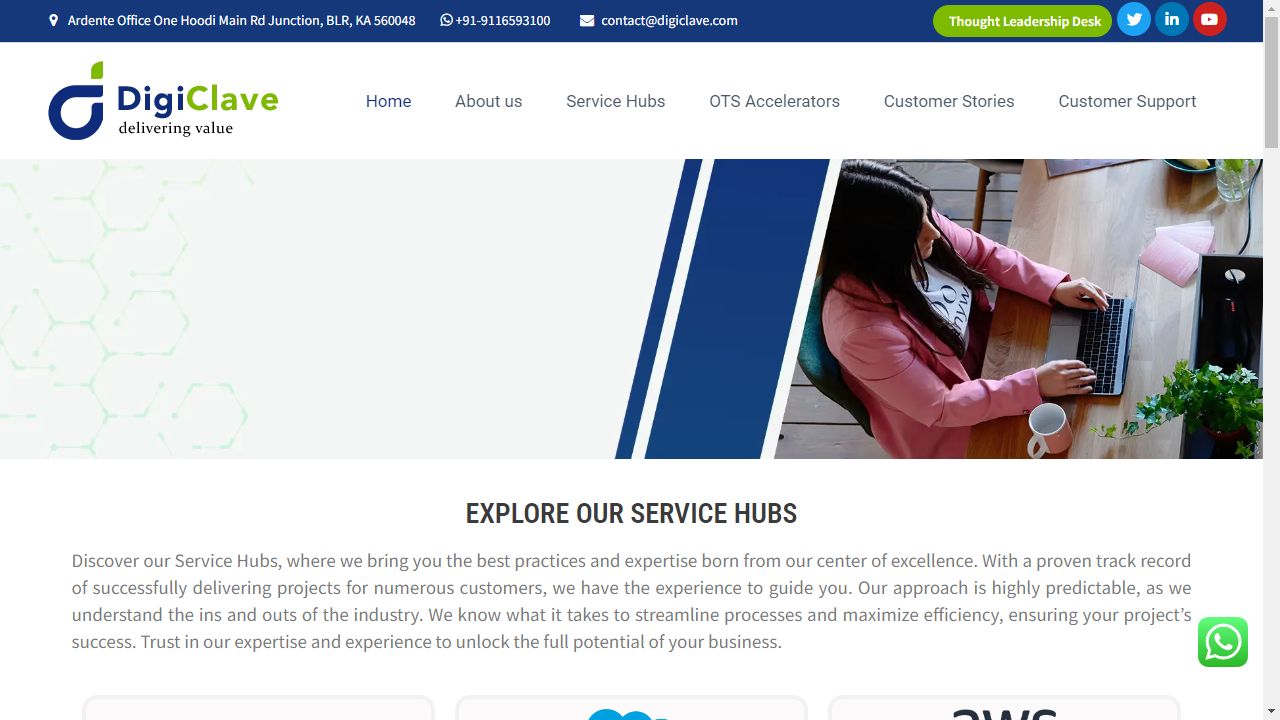 Ardente Office One Hoodi Main Rd Junction, BLR, KA 560048
+91-9116593100
contact@digiclave.com
Thought Leadership Desk
DigiClave
delivering value
Home
About us
Service Hubs
OTS Accelerators
Customer Stories
Customer Support
EXPLORE OUR SERVICE HUBS
Discover our Service Hubs, where we bring you the best practices and expertise born from our center of excellence. With a proven track record
of successfully delivering projects for numerous customers, we have the experience to guide you. Our approach is highly predictable, as we
understand the ins and outs of the industry. We know what it takes to streamline processes and maximize efficiency, ensuring your project’s
success. Trust in our expertise and experience to unlock the full potential of your business.
aws